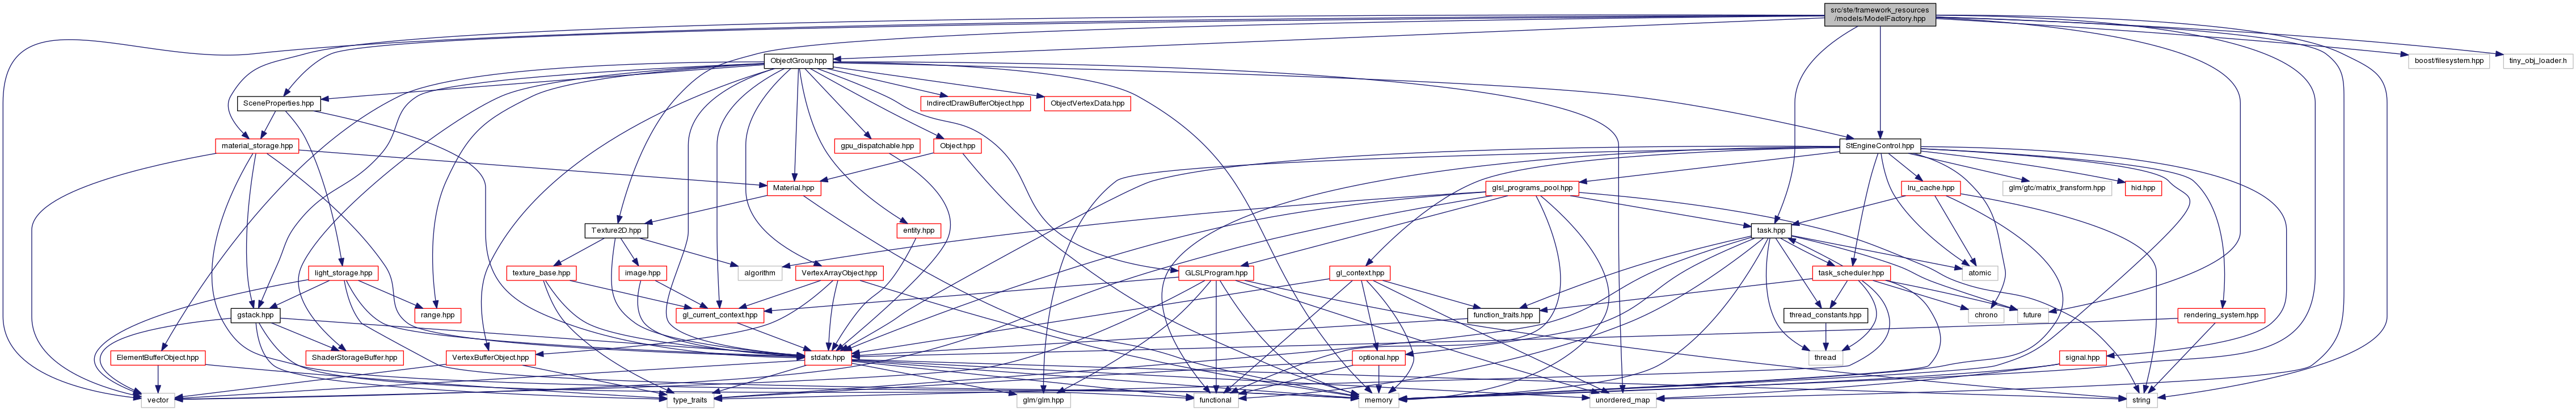 src/ste/framework_resources
/models/ModelFactory.hpp
ObjectGroup.hpp
boost/filesystem.hpp
tiny_obj_loader.h
SceneProperties.hpp
IndirectDrawBufferObject.hpp
ObjectVertexData.hpp
material_storage.hpp
gpu_dispatchable.hpp
Object.hpp
StEngineControl.hpp
Material.hpp
glsl_programs_pool.hpp
lru_cache.hpp
glm/gtc/matrix_transform.hpp
hid.hpp
Texture2D.hpp
entity.hpp
task.hpp
light_storage.hpp
texture_base.hpp
image.hpp
algorithm
VertexArrayObject.hpp
GLSLProgram.hpp
gl_context.hpp
task_scheduler.hpp
atomic
gstack.hpp
range.hpp
gl_current_context.hpp
function_traits.hpp
thread_constants.hpp
chrono
future
rendering_system.hpp
ElementBufferObject.hpp
ShaderStorageBuffer.hpp
VertexBufferObject.hpp
stdafx.hpp
optional.hpp
thread
signal.hpp
vector
type_traits
functional
glm/glm.hpp
memory
unordered_map
string